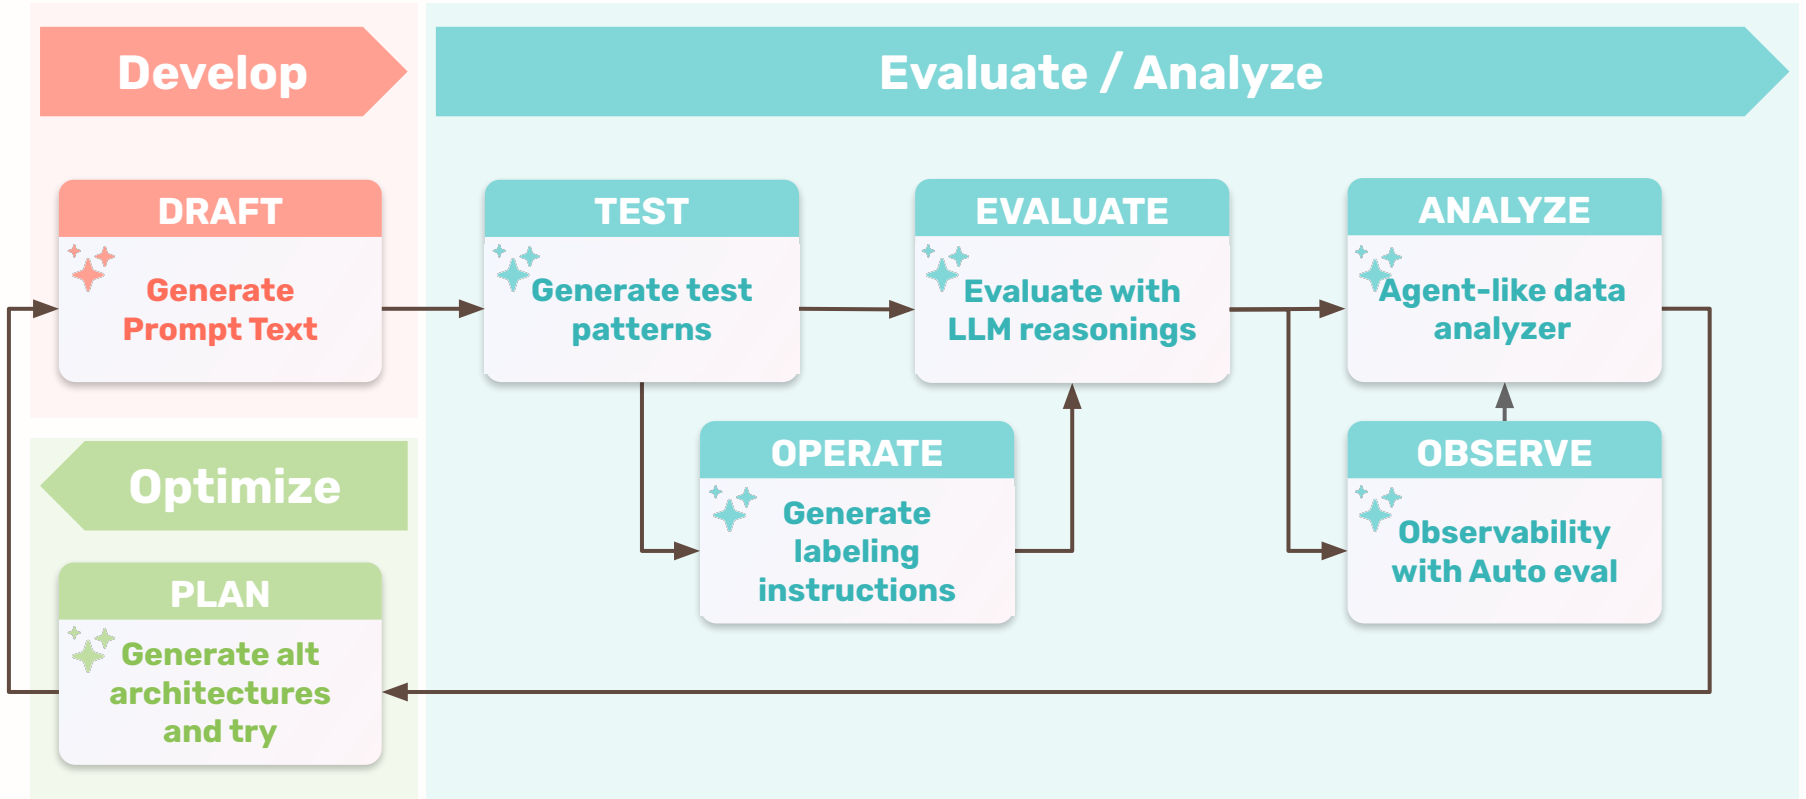 Develop
Evaluate / Analyze
DRAFT
Generate
Prompt Text
TEST
Generate test
patterns
EVALUATE
Evaluate with
LLM reasonings
ANALYZE
Agent-like data
analyzer
OPERATE
Generate
labeling
instructions
OBSERVE
Observability
with Auto eval
Optimize
PLAN
Generate alt
architectures
and try